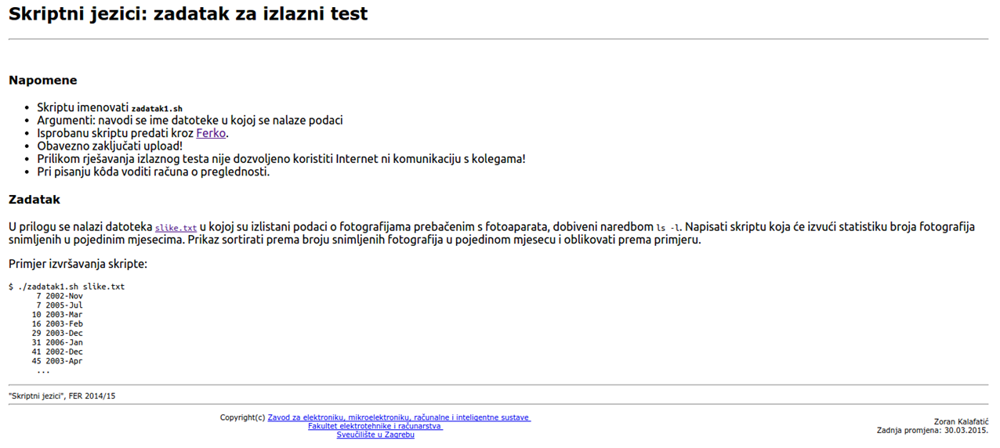 Skriptni jezici: zadatak za izlazni test
Napomene
• Skriptu imenovati zadatak1.sh
• Argumenti: navodi se ime datoteke u kojoj se nalaze podaci
• Isprobanu skriptu predati kroz Ferko.
• Obavezno zaključati upload!
• Prilikom rješavanja izlaznog testa nije dozvoljeno koristiti Internet ni komunikaciju s kolegama!
• Pri pisanju kôda voditi računa o preglednosti.
Zadatak
U prilogu se nalazi datoteka slike.txt u kojoj su izlistani podaci o fotografijama prebačenim s fotoaparata, dobiveni naredbom ls -l. Napisati skriptu koja će izvući statistiku broja fotografija
snimljenih u pojedinim mjesecima. Prikaz sortirati prema broju snimljenih fotografija u pojedinom mjesecu i oblikovati prema primjeru.
Primjer izvršavanja skripte:
$ ./zadatak1.sh slike.txt
7 2002-Nov
7 2005-Jul
10 2003-Mar
16 2003-Feb
29 2003-Dec
31 2006-Jan
41 2002-Dec
45 2003-Apr
...
"Skriptni jezici", FER 2014/15
Copyright(c) Zavod za elektroniku, mikroelektroniku, računalne i inteligentne sustave
Fakultet elektrotehnike i računarstva
Sveučilište u Zagrebu
Zoran Kalafatić
Zadnja promjena: 30.03.2015.